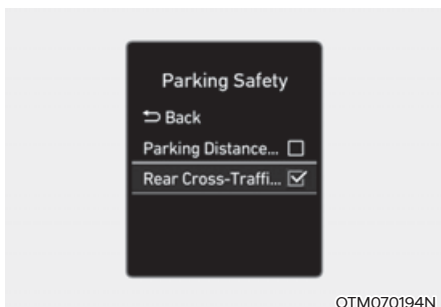 Parking Safety
Back
Parking Distance...
Rear Cross-Traffi...
OTM070194N